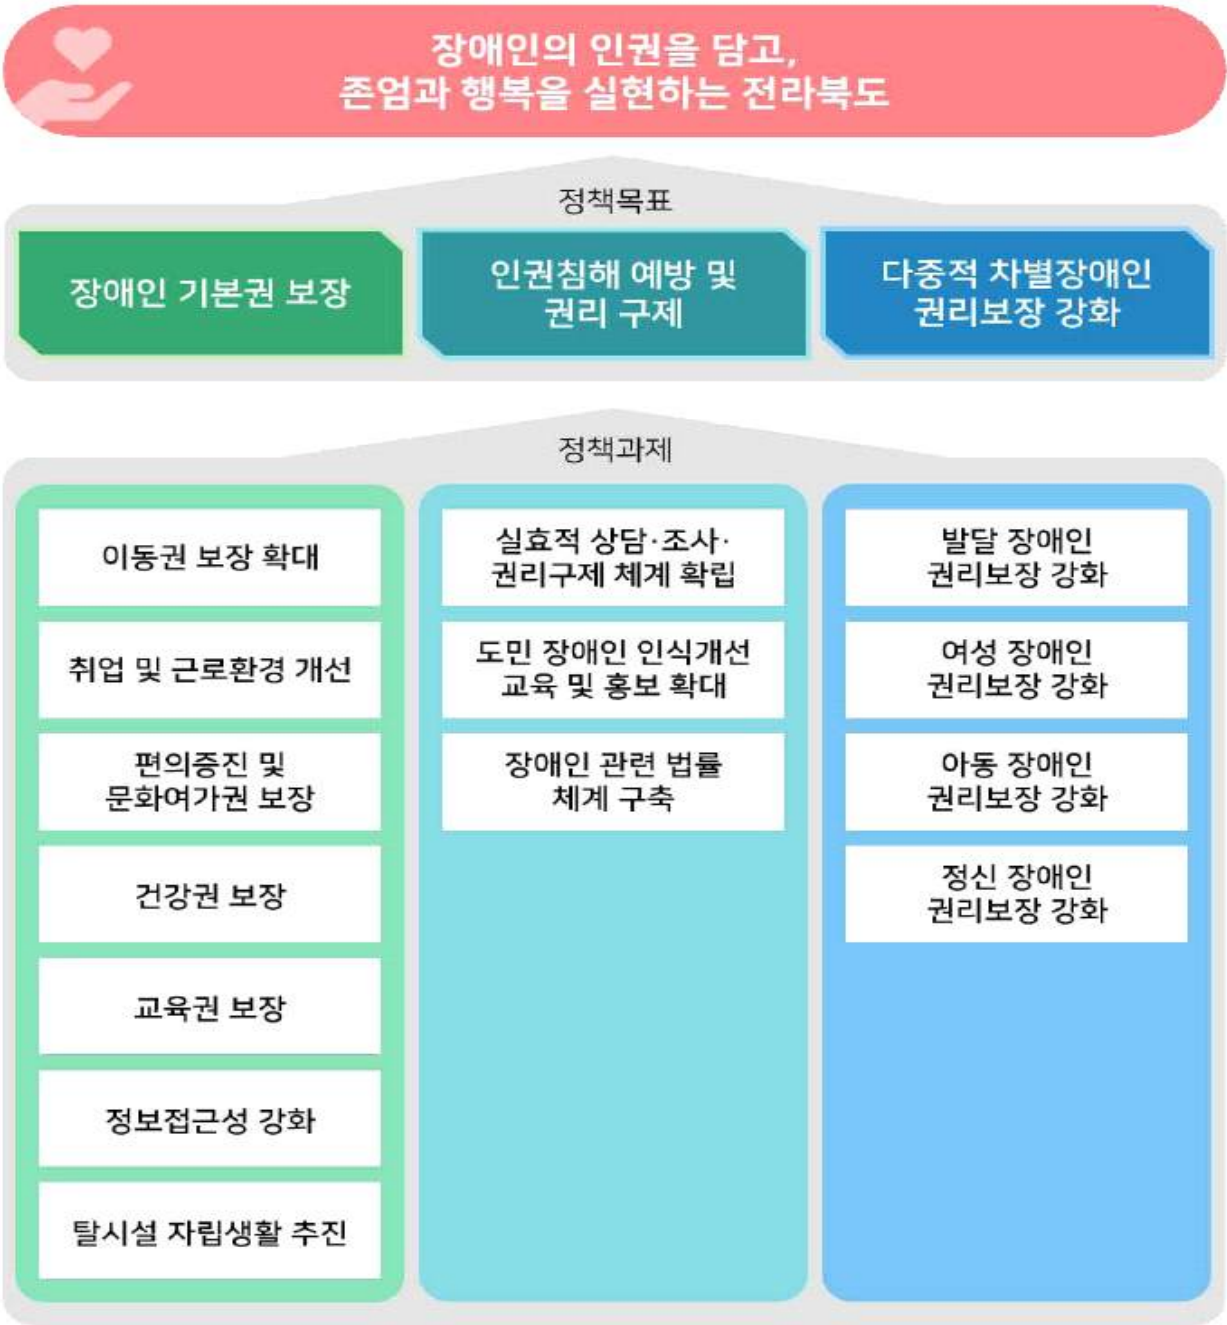 장애인의 인권을 담고,
존엄과 행복을 실현하는 전라북도
정책목표
장애인 기본권 보장
인권침해 예방 및
권리 구제
다중적 차별장애인
권리보장 강화
정책과제
이동권 보장 확대
취업 및 근로환경 개선
편의증진 및
문화여가권 보장
건강권 보장
교육권 보장
정보접근성 강화
탈시설 자립생활 추진
실효적 상담·조사·
권리구제 체계 확립
도민 장애인 인식개선
교육 및 홍보 확대
장애인 관련 법률
체계 구축
발달 장애인
권리보장 강화
여성 장애인
권리보장 강화
아동 장애인
권리보장 강화
정신 장애인
권리보장 강화